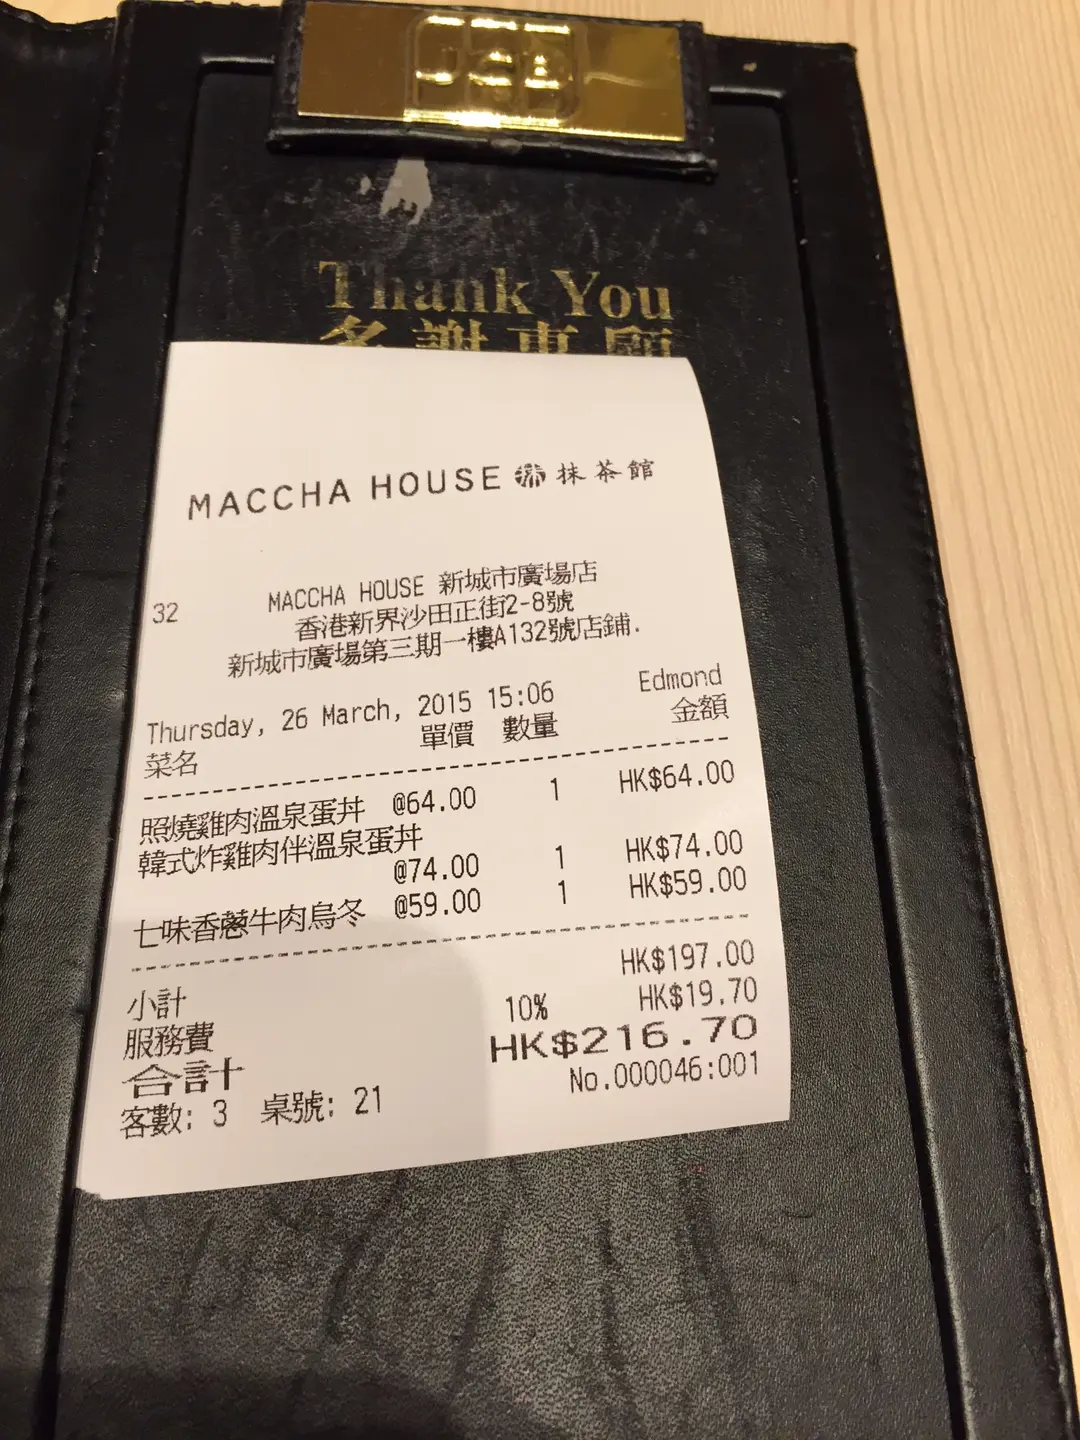 JCB
Thank You
多謝惠顧
MACCHA HOUSE 抹茶館
32
MACCHA HOUSE 新城市廣場店
香港新界沙田正街2-8號
新城市廣場第三期一樓A132號店鋪.
Thursday, 26 March, 2015 15:06 Edmond
菜名 單價 數量 金額
照燒雞肉溫泉蛋丼 @64.00 1 HK$64.00
韓式炸雞肉伴溫泉蛋丼
@74.00 1 HK$74.00
七味香蔥牛肉烏冬 @59.00 1 HK$59.00
小計 HK$197.00
服務費 10% HK$19.70
合計 HK$216.70
客數: 3 桌號: 21 No.000046:001